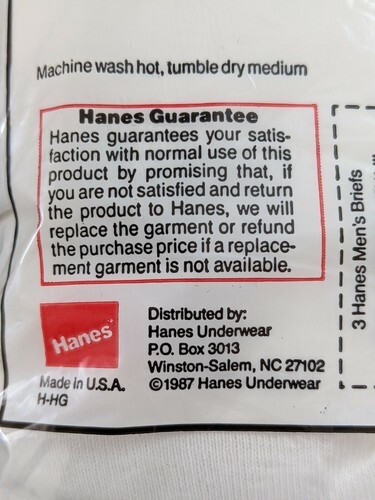 Machine wash hot, tumble dry medium
Hanes Guarantee
Hanes guarantees your satis-
faction with normal use of this
product by promising that, if
you are not satisfied and return
the product to Hanes, we will
replace the garment or refund
the purchase price if a replace-
ment garment is not available.
Hanes
Made In U.S.A.
H-HG
Distributed by:
Hanes Underwear
P.O. Box 3013
Winston-Salem, NC 27102
©1987 Hanes Underwear
3 Hanes Men's Briefs